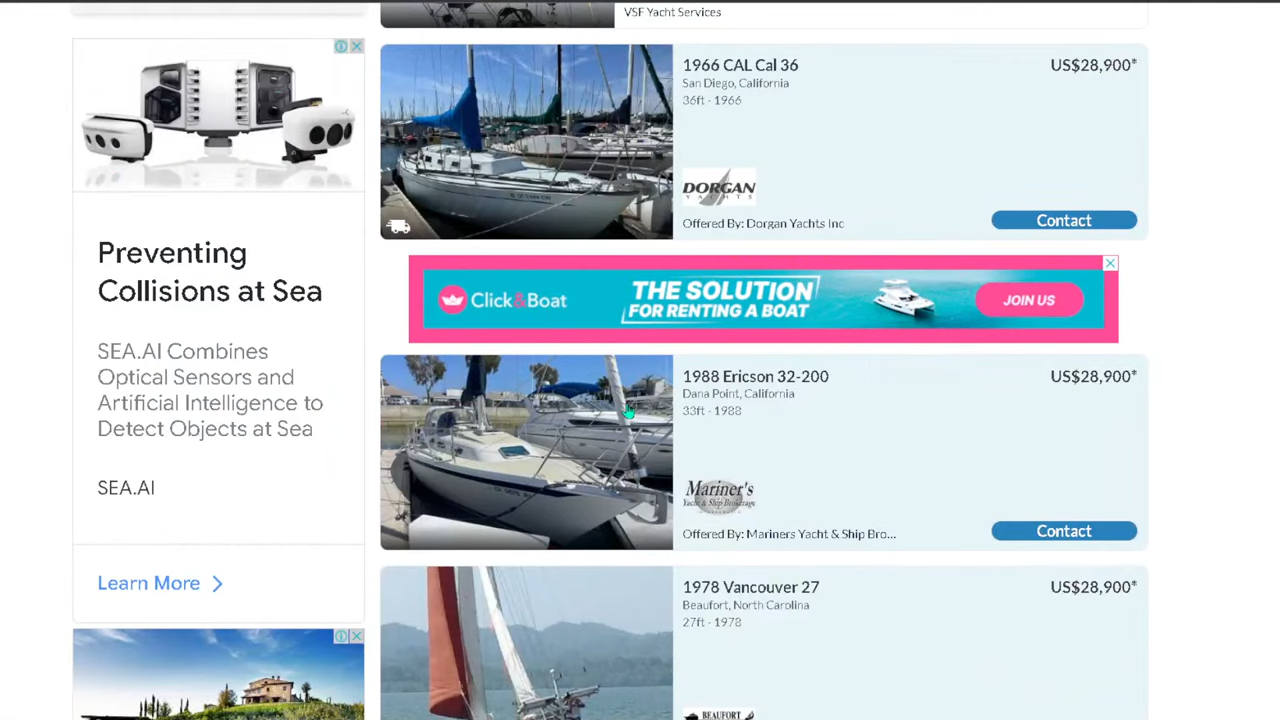 VSF Yacht Services
1966 CAL Cal 36
US$28,900*
San Diego, California
36ft - 1966
DORGAN
YACHTS
Offered By: Dorgan Yachts Inc
Contact
Preventing
Collisions at Sea
SEA.AI Combines
Optical Sensors and
Artificial Intelligence to
Detect Objects at Sea
SEA.AI
Learn More
Click&Boat
THE SOLUTION
FOR RENTING A BOAT
JOIN US
1988 Ericson 32-200
US$28,900*
Dana Point, California
33ft - 1988
Mariner's
Yacht & Ship Brokerage
Offered By: Mariners Yacht & Ship Bro...
Contact
1978 Vancouver 27
US$28,900*
Beaufort, North Carolina
27ft - 1978
BEAUFORT